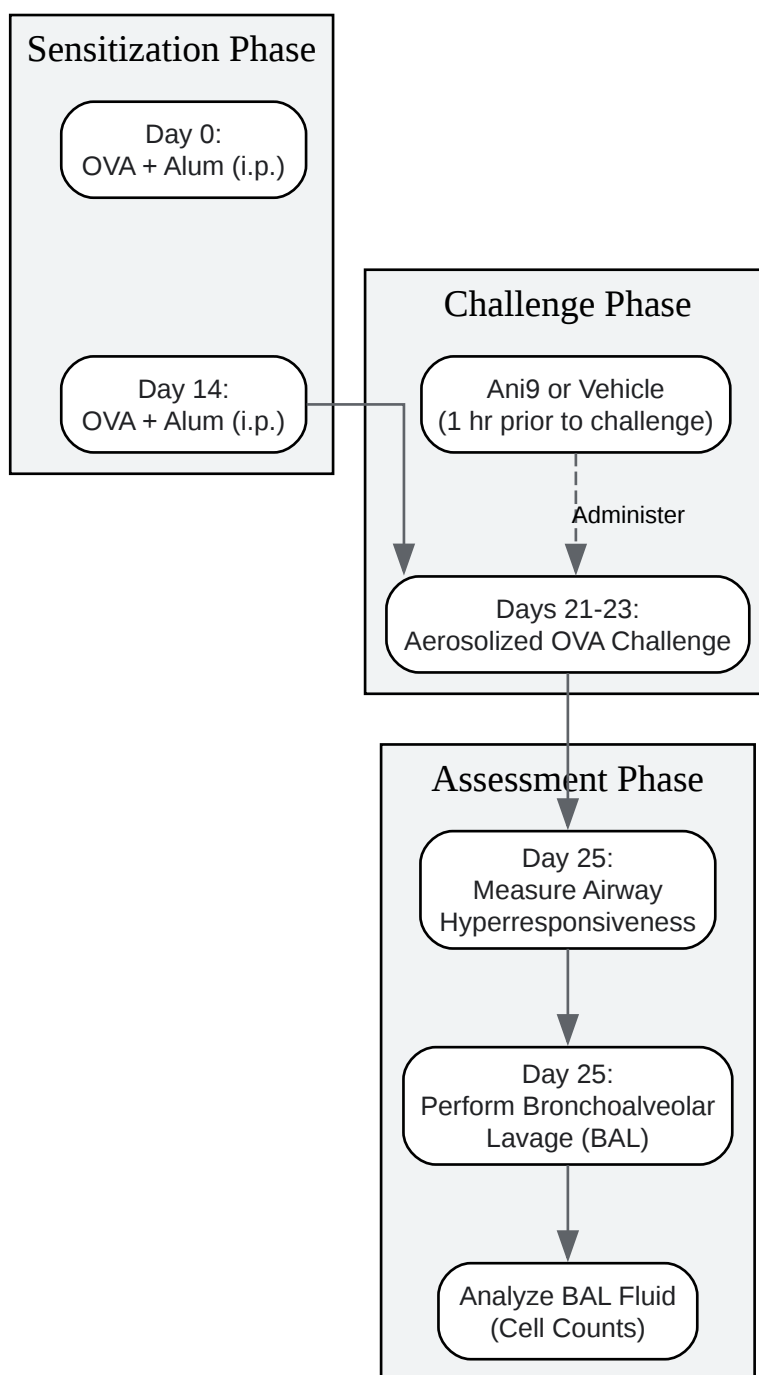 Sensitization Phase
Day 0:
OVA + Alum (i.p.)
Day 14:
OVA + Alum (i.p.)
Challenge Phase
Ani9 or Vehicle
(1 hr prior to challenge)
Administer
Days 21-23:
Aerosolized OVA Challenge
Assessment Phase
Day 25:
Measure Airway
Hyperresponsiveness
Day 25:
Perform Bronchoalveolar
Lavage (BAL)
Analyze BAL Fluid
(Cell Counts)